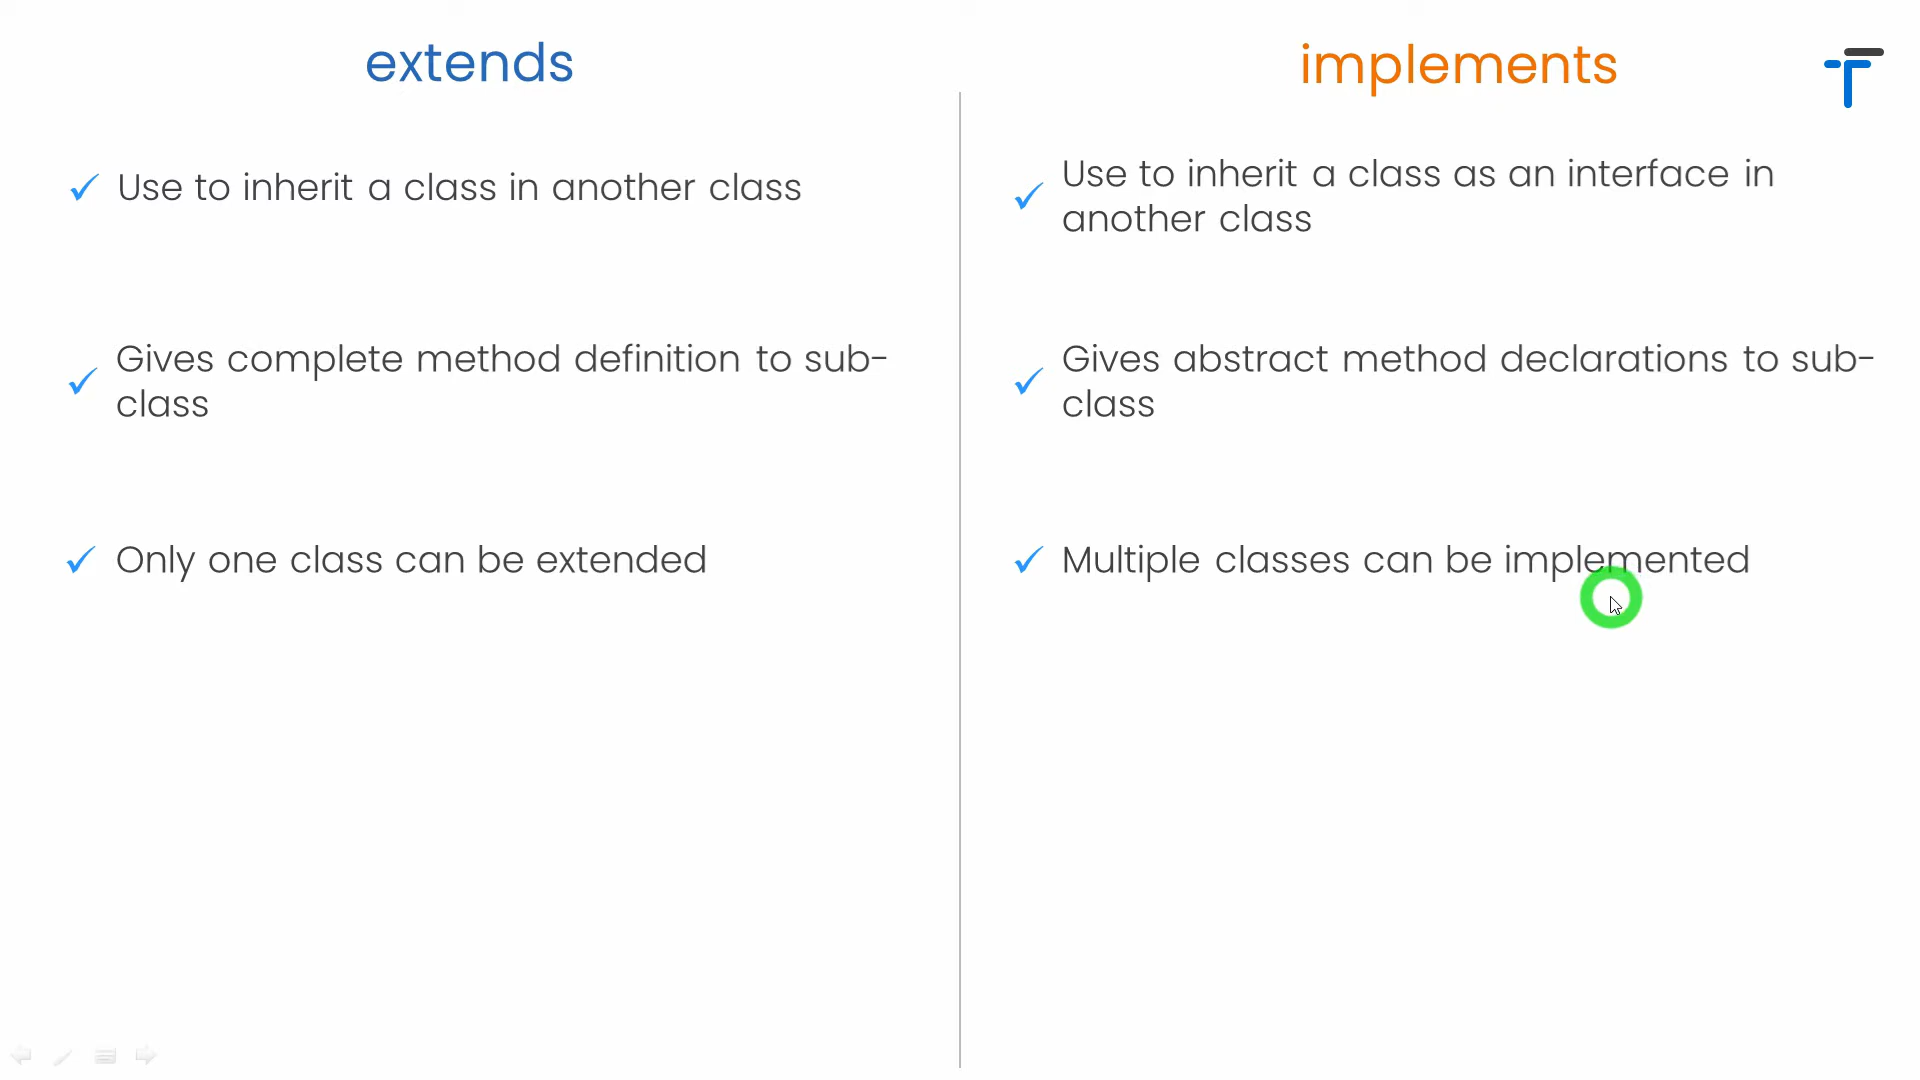 extends
Use to inherit a class in another class
Gives complete method definition to sub-
class
Only one class can be extended
implements
Use to inherit a class as an interface in
another class
Gives abstract method declarations to sub-
class
Multiple classes can be implemented